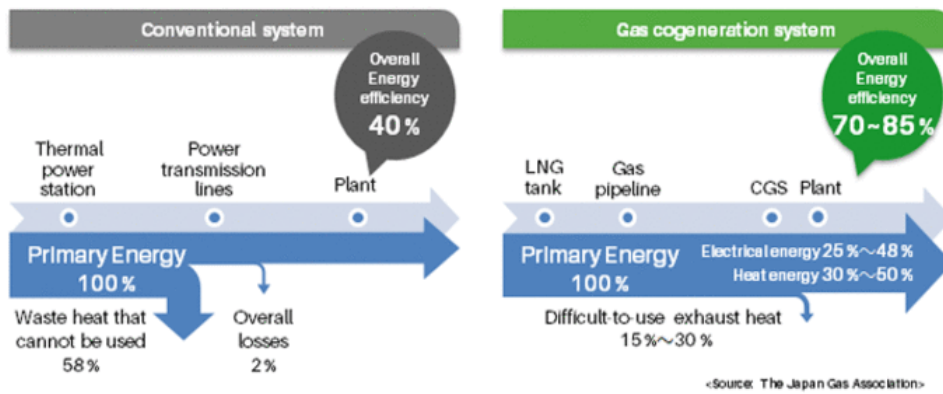 Conventional system
Overall
Energy
efficiency
40%
Thermal
power
station
Power
transmission
lines
Plant
Primary Energy
100%
Waste heat that
cannot be used
58%
Overall
losses
2%
Gas cogeneration system
Overall
Energy
efficiency
70~85%
LNG
tank
Gas
pipeline
CGS
Plant
Primary Energy
100%
Electrical energy 25%~48%
Heat energy 30%~50%
Difficult-to-use exhaust heat
15%~30%
<Source: The Japan Gas Association>